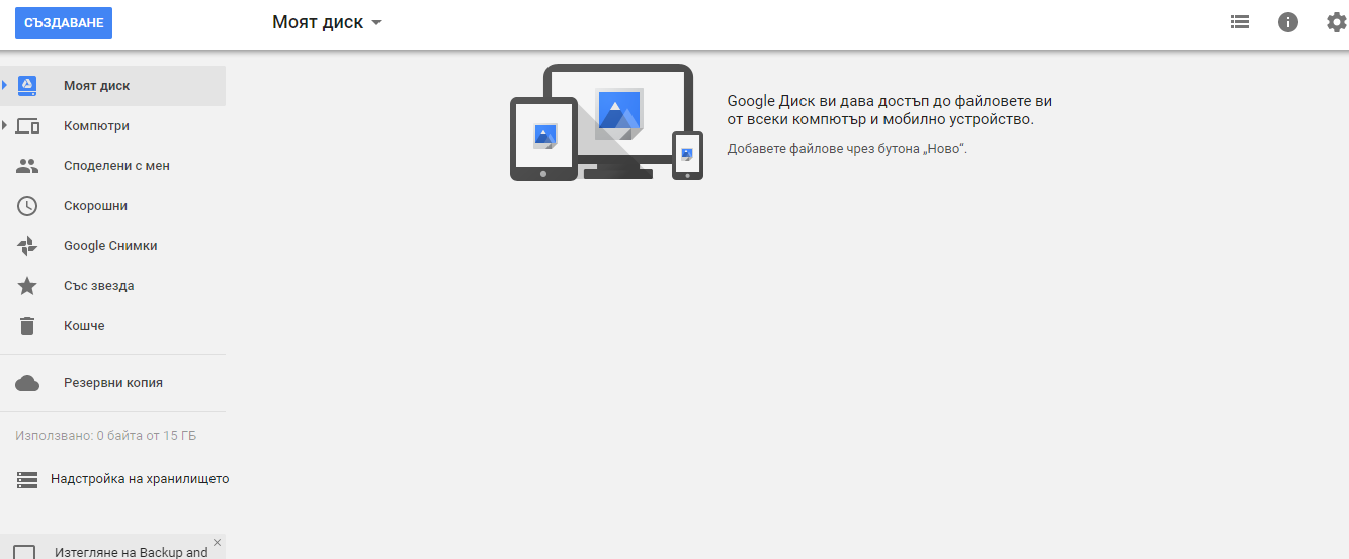 СЪЗДАВАНЕ
Моят диск
Моят диск
Компютри
Споделени с мен
Скорошни
Google Снимки
Със звезда
Кошче
Резервни копия
Използвано: 0 байта от 15 ГБ
Надстройка на хранилището
Изтегляне на Backup and
Google Диск ви дава достъп до файловете ви
от всеки компютър и мобилно устройство.
Добавете файлове чрез бутона „Ново“.